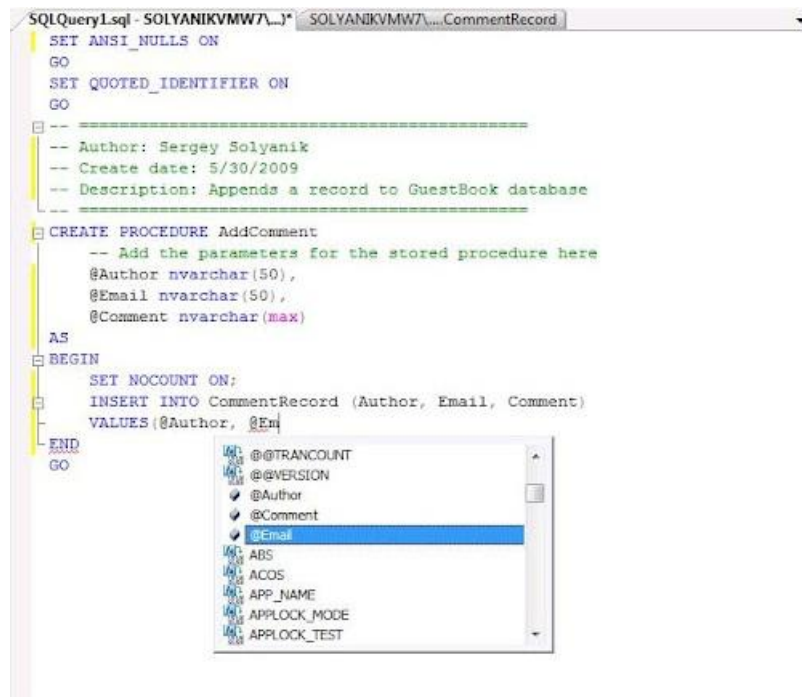 SQLQuery1.sql - SOLYANIKVMW7\...)* SOLYANIKVMW7\....CommentRecord
SET ANSI_NULLS ON
GO
SET QUOTED_IDENTIFIER ON
GO
-- =============================================
-- Author: Sergey Solyanik
-- Create date: 5/30/2009
-- Description: Appends a record to GuestBook database
-- =============================================
CREATE PROCEDURE AddComment
-- Add the parameters for the stored procedure here
@Author nvarchar(50),
@Email nvarchar(50),
@Comment nvarchar(max)
AS
BEGIN
SET NOCOUNT ON;
INSERT INTO CommentRecord (Author, Email, Comment)
VALUES(@Author, @Em
END
GO
@@TRANCOUNT
@@VERSION
@Author
@Comment
@Email
ABS
ACOS
APP_NAME
APPLOCK_MODE
APPLOCK_TEST